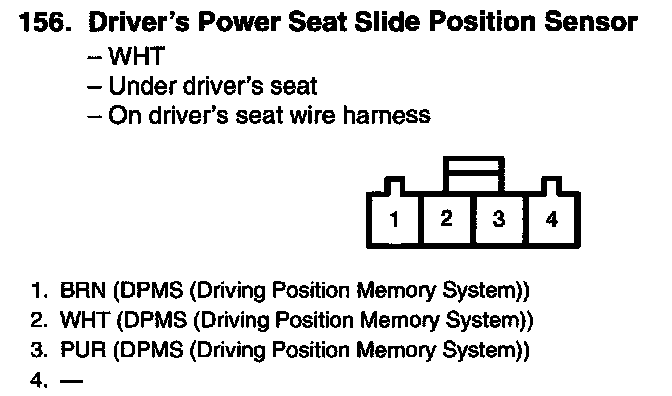 156. Driver's Power Seat Slide Position Sensor
– WHT
– Under driver's seat
– On driver's seat wire harness
1 2 3 4
1. BRN (DPMS (Driving Position Memory System))
2. WHT (DPMS (Driving Position Memory System))
3. PUR (DPMS (Driving Position Memory System))
4. —